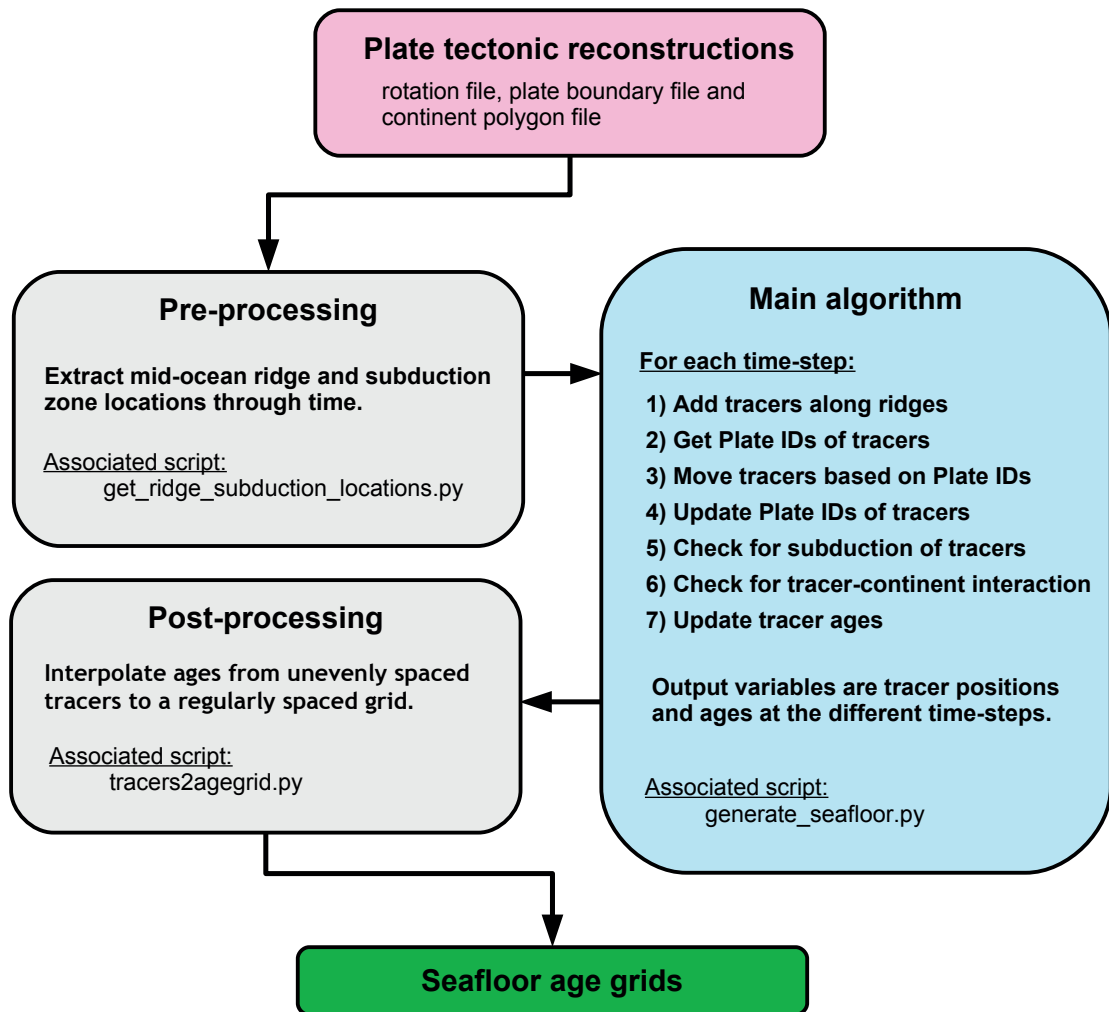 Plate tectonic reconstructions
rotation file, plate boundary file and
continent polygon file
Pre-processing
Extract mid-ocean ridge and subduction
zone locations through time.
Associated script:
get_ridge_subduction_locations.py
Main algorithm
For each time-step:
1) Add tracers along ridges
2) Get Plate IDs of tracers
3) Move tracers based on Plate IDs
4) Update Plate IDs of tracers
5) Check for subduction of tracers
6) Check for tracer-continent interaction
7) Update tracer ages
Output variables are tracer positions
and ages at the different time-steps.
Associated script:
generate_seafloor.py
Post-processing
Interpolate ages from unevenly spaced
tracers to a regularly spaced grid.
Associated script:
tracers2agegrid.py
Seafloor age grids